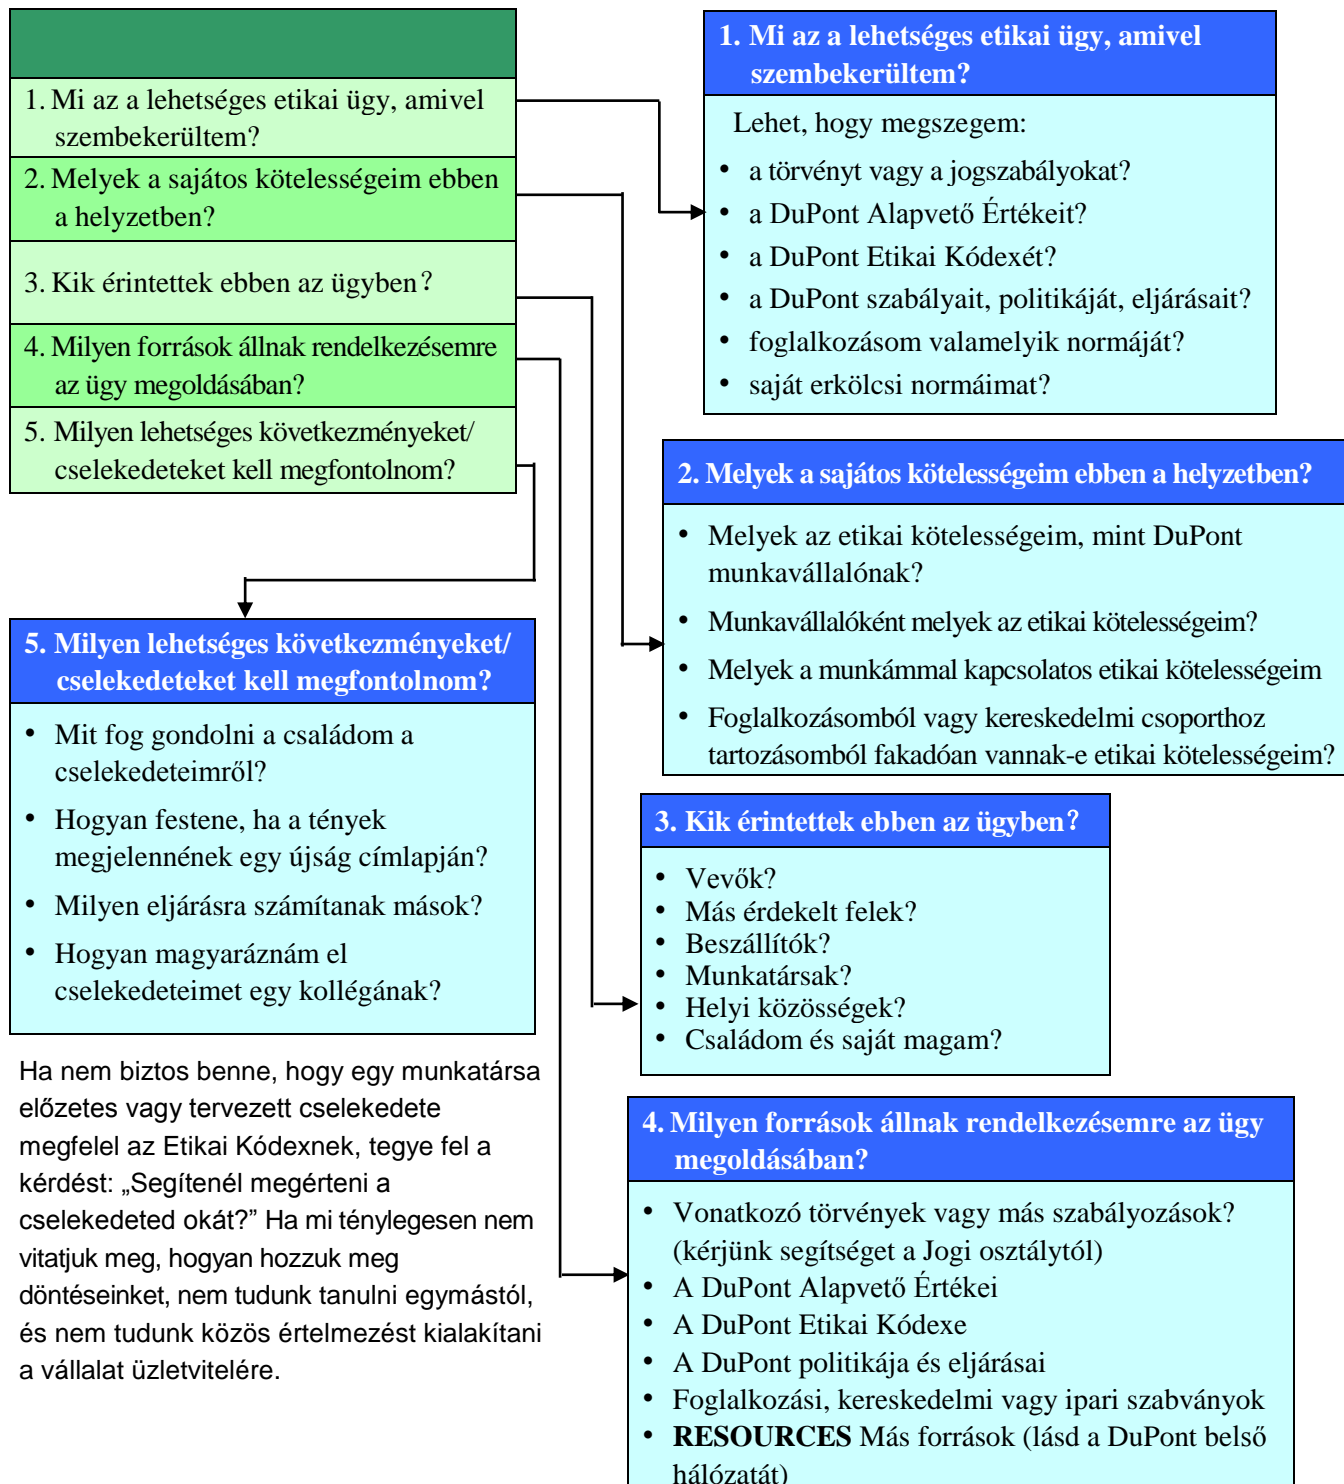 1. Mi az a lehetséges etikai ügy, amivel
szembekerültem?
2. Melyek a sajátos kötelességeim ebben
a helyzetben?
3. Kik érintettek ebben az ügyben?
4. Milyen források állnak rendelkezésemre
az ügy megoldásában?
5. Milyen lehetséges következményeket/
cselekedeteket kell megfontolnom?
1. Mi az a lehetséges etikai ügy, amivel
szembekerültem?
Lehet, hogy megszegem:
• a törvényt vagy a jogszabályokat?
• a DuPont Alapvető Értékeit?
• a DuPont Etikai Kódexét?
• a DuPont szabályait, politikáját, eljárásait?
• foglalkozásom valamelyik normáját?
• saját erkölcsi normáimat?
2. Melyek a sajátos kötelességeim ebben a helyzetben?
• Melyek az etikai kötelességeim, mint DuPont
munkavállalónak?
• Munkavállalóként melyek az etikai kötelességeim?
• Melyek a munkámmal kapcsolatos etikai kötelességeim
• Foglalkozásomból vagy kereskedelmi csoporthoz
tartozásomból fakadóan vannak-e etikai kötelességeim?
3. Kik érintettek ebben az ügyben?
• Vevők?
• Más érdekelt felek?
• Beszállítók?
• Munkatársak?
• Helyi közösségek?
• Családom és saját magam?
4. Milyen források állnak rendelkezésemre az ügy
megoldásában?
• Vonatkozó törvények vagy más szabályozások?
(kérjünk segítséget a Jogi osztálytól)
• A DuPont Alapvető Értékei
• A DuPont Etikai Kódexe
• A DuPont politikája és eljárásai
• Foglalkozási, kereskedelmi vagy ipari szabványok
• RESOURCES Más források (lásd a DuPont belső
hálózatát)
5. Milyen lehetséges következményeket/
cselekedeteket kell megfontolnom?
• Mit fog gondolni a családom a
cselekedeteimről?
• Hogyan festene, ha a tények
megjelennének egy újság címlapján?
• Milyen eljárásra számítanak mások?
• Hogyan magyaráznám el
cselekedeteimet egy kollégának?
Ha nem biztos benne, hogy egy munkatársa
előzetes vagy tervezett cselekedete
megfelel az Etikai Kódexnek, tegye fel a
kérdést: „Segítenél megérteni a
cselekedeted okát?” Ha mi ténylegesen nem
vitatjuk meg, hogyan hozzuk meg
döntéseinket, nem tudunk tanulni egymástól,
és nem tudunk közös értelmezést kialakítani
a vállalat üzletvitelére.